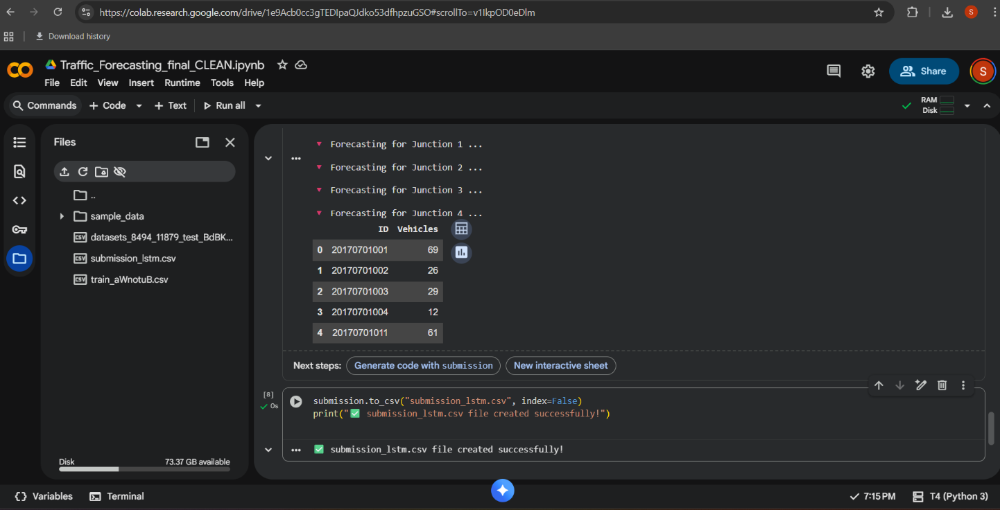 https://colab.research.google.com/drive/1e9Acb0cc3gTEDIpaQJdko53dfhpzuGSO#scrollTo=v1IkpOD0eDlm
S
Download history
Traffic_Forecasting_final_CLEAN.ipynb
File Edit View Insert Runtime Tools Help
Share
S
Commands + Code + Text Run all
RAM
Disk
Files
..
sample_data
datasets_8494_11879_test_BdBK...
submission_lstm.csv
train_aWnotuB.csv
Disk 73.37 GB available
Forecasting for Junction 1 ...
Forecasting for Junction 2 ...
Forecasting for Junction 3 ...
Forecasting for Junction 4 ...
ID Vehicles
0 20170701001 69
1 20170701002 26
2 20170701003 29
3 20170701004 12
4 20170701011 61
Next steps: Generate code with submission New interactive sheet
[8]
0s
submission.to_csv("submission_lstm.csv", index=False)
print("✅ submission_lstm.csv file created successfully!")
✅ submission_lstm.csv file created successfully!
Variables Terminal 7:15 PM T4 (Python 3)